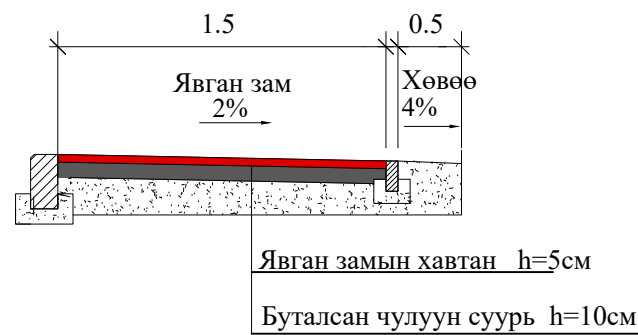 1.5
0.5
Явган зам
2%
Хөвөө
4%
Явган замын хавтан h=5см
Буталсан чулуун суурь h=10см